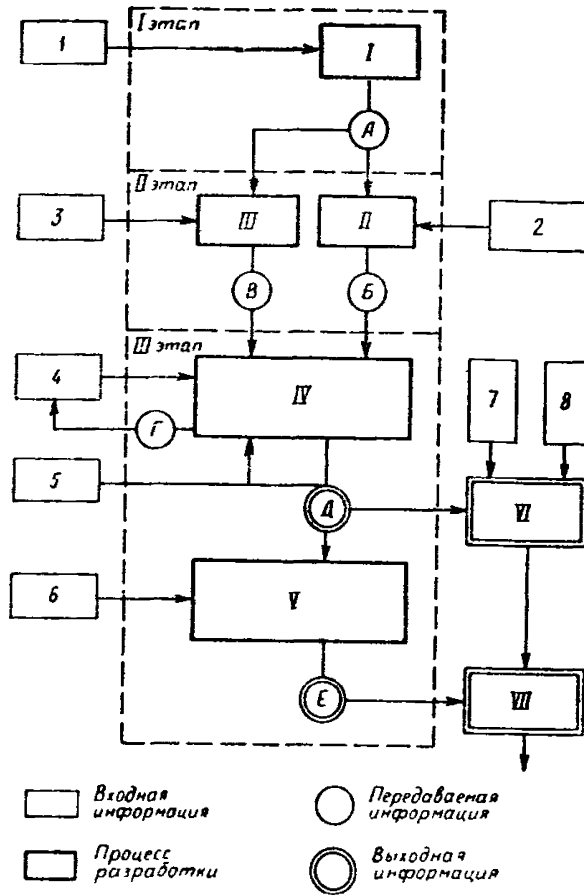 I этап
1
I
А
II этап
3
III
II
2
В
Б
III этап
4
IV
7
8
Г
5
Д
VI
6
V
Е
VII
Входная
информация
Передаваемая
информация
Процесс
разработки
Выходная
информация